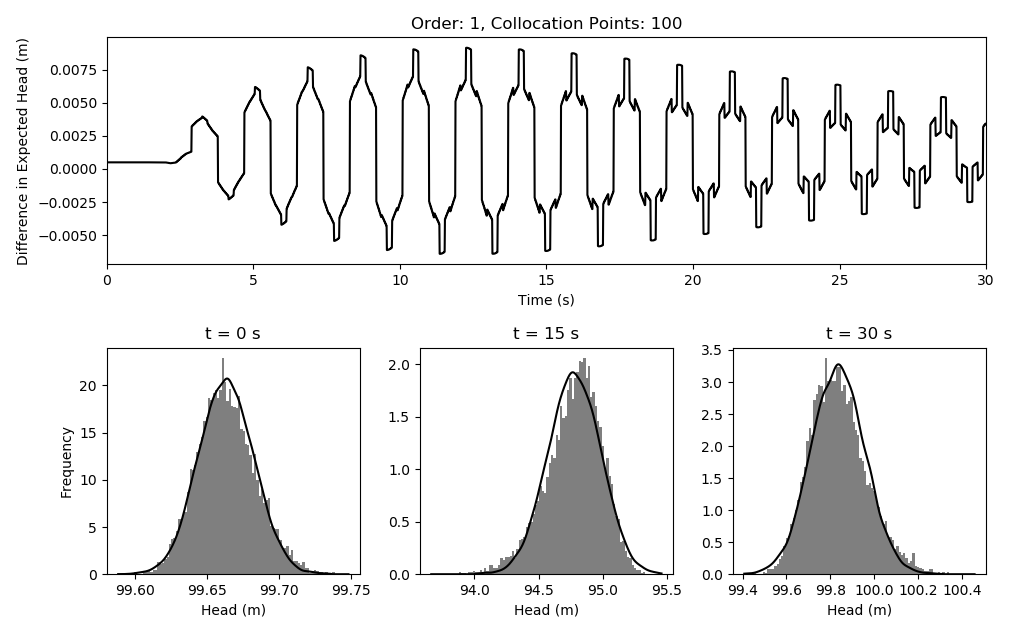 Order: 1, Collocation Points: 100
Difference in Expected Head (m)
0.0075
0.0050
0.0025
0.0000
−0.0025
−0.0050
0 5 10 15 20 25 30
Time (s)
t = 0 s
Frequency
20
15
10
5
0
99.60 99.65 99.70 99.75
Head (m)
t = 15 s
2.0
1.5
1.0
0.5
0.0
94.0 94.5 95.0 95.5
Head (m)
t = 30 s
3.5
3.0
2.5
2.0
1.5
1.0
0.5
0.0
99.4 99.6 99.8 100.0 100.2 100.4
Head (m)